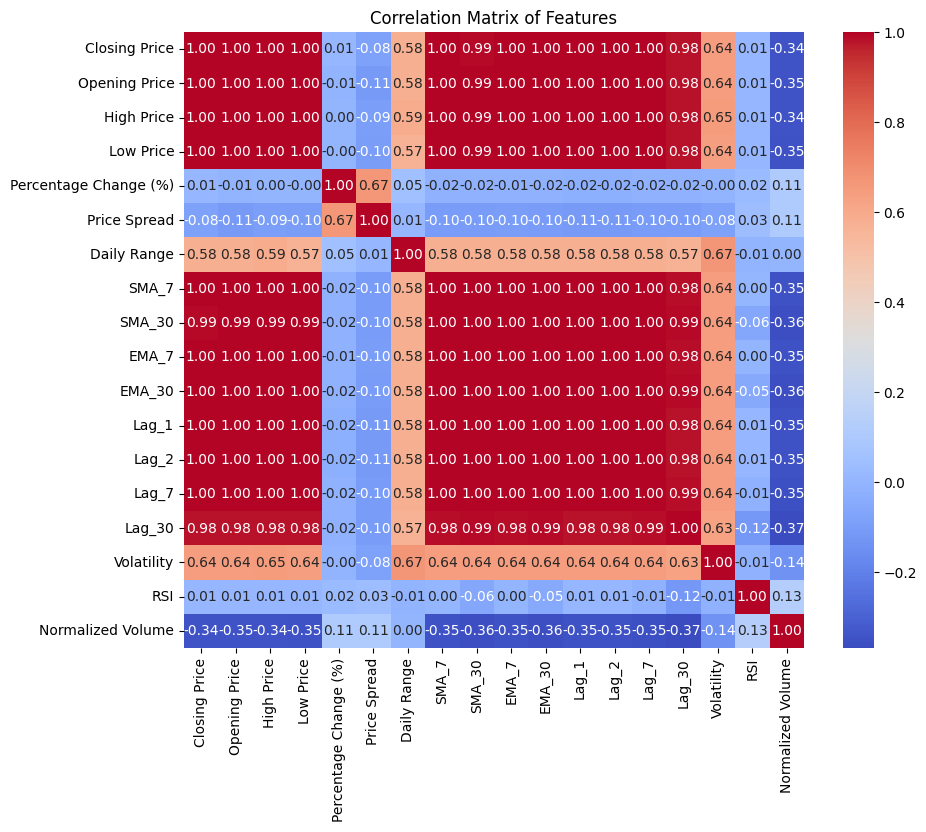 Correlation Matrix of Features
Closing Price 1.00 1.00 1.00 1.00 0.01 -0.08 0.58 1.00 0.99 1.00 1.00 1.00 1.00 1.00 0.98 0.64 0.01 -0.34
Opening Price 1.00 1.00 1.00 1.00 -0.01 -0.11 0.58 1.00 0.99 1.00 1.00 1.00 1.00 1.00 0.98 0.64 0.01 -0.35
High Price 1.00 1.00 1.00 1.00 0.00 -0.09 0.59 1.00 0.99 1.00 1.00 1.00 1.00 1.00 0.98 0.65 0.01 -0.34
Low Price 1.00 1.00 1.00 1.00 -0.00 -0.10 0.57 1.00 0.99 1.00 1.00 1.00 1.00 1.00 0.98 0.64 0.01 -0.35
Percentage Change (%) 0.01 -0.01 0.00 -0.00 1.00 0.67 0.05 -0.02 -0.02 -0.01 -0.02 -0.02 -0.02 -0.02 -0.02 -0.00 0.02 0.11
Price Spread -0.08 -0.11 -0.09 -0.10 0.67 1.00 0.01 -0.10 -0.10 -0.10 -0.10 -0.11 -0.11 -0.10 -0.10 -0.08 0.03 0.11
Daily Range 0.58 0.58 0.59 0.57 0.05 0.01 1.00 0.58 0.58 0.58 0.58 0.58 0.58 0.58 0.57 0.67 -0.01 0.00
SMA_7 1.00 1.00 1.00 1.00 -0.02 -0.10 0.58 1.00 1.00 1.00 1.00 1.00 1.00 1.00 0.98 0.64 0.00 -0.35
SMA_30 0.99 0.99 0.99 0.99 -0.02 -0.10 0.58 1.00 1.00 1.00 1.00 1.00 1.00 1.00 0.99 0.64 -0.06 -0.36
EMA_7 1.00 1.00 1.00 1.00 -0.01 -0.10 0.58 1.00 1.00 1.00 1.00 1.00 1.00 1.00 0.98 0.64 0.00 -0.35
EMA_30 1.00 1.00 1.00 1.00 -0.02 -0.10 0.58 1.00 1.00 1.00 1.00 1.00 1.00 1.00 0.99 0.64 -0.05 -0.36
Lag_1 1.00 1.00 1.00 1.00 -0.02 -0.11 0.58 1.00 1.00 1.00 1.00 1.00 1.00 1.00 0.98 0.64 0.01 -0.35
Lag_2 1.00 1.00 1.00 1.00 -0.02 -0.11 0.58 1.00 1.00 1.00 1.00 1.00 1.00 1.00 0.98 0.64 0.01 -0.35
Lag_7 1.00 1.00 1.00 1.00 -0.02 -0.10 0.58 1.00 1.00 1.00 1.00 1.00 1.00 1.00 0.99 0.64 -0.01 -0.35
Lag_30 0.98 0.98 0.98 0.98 -0.02 -0.10 0.57 0.98 0.99 0.98 0.99 0.98 0.98 0.99 1.00 0.63 -0.12 -0.37
Volatility 0.64 0.64 0.65 0.64 -0.00 -0.08 0.67 0.64 0.64 0.64 0.64 0.64 0.64 0.64 0.63 1.00 -0.01 -0.14
RSI 0.01 0.01 0.01 0.01 0.02 0.03 -0.01 0.00 -0.06 0.00 -0.05 0.01 0.01 -0.01 -0.12 -0.01 1.00 0.13
Normalized Volume -0.34 -0.35 -0.34 -0.35 0.11 0.11 0.00 -0.35 -0.36 -0.35 -0.36 -0.35 -0.35 -0.35 -0.37 -0.14 0.13 1.00
Closing Price
Opening Price
High Price
Low Price
Percentage Change (%)
Price Spread
Daily Range
SMA_7
SMA_30
EMA_7
EMA_30
Lag_1
Lag_2
Lag_7
Lag_30
Volatility
RSI
Normalized Volume
1.0
0.8
0.6
0.4
0.2
0.0
−0.2